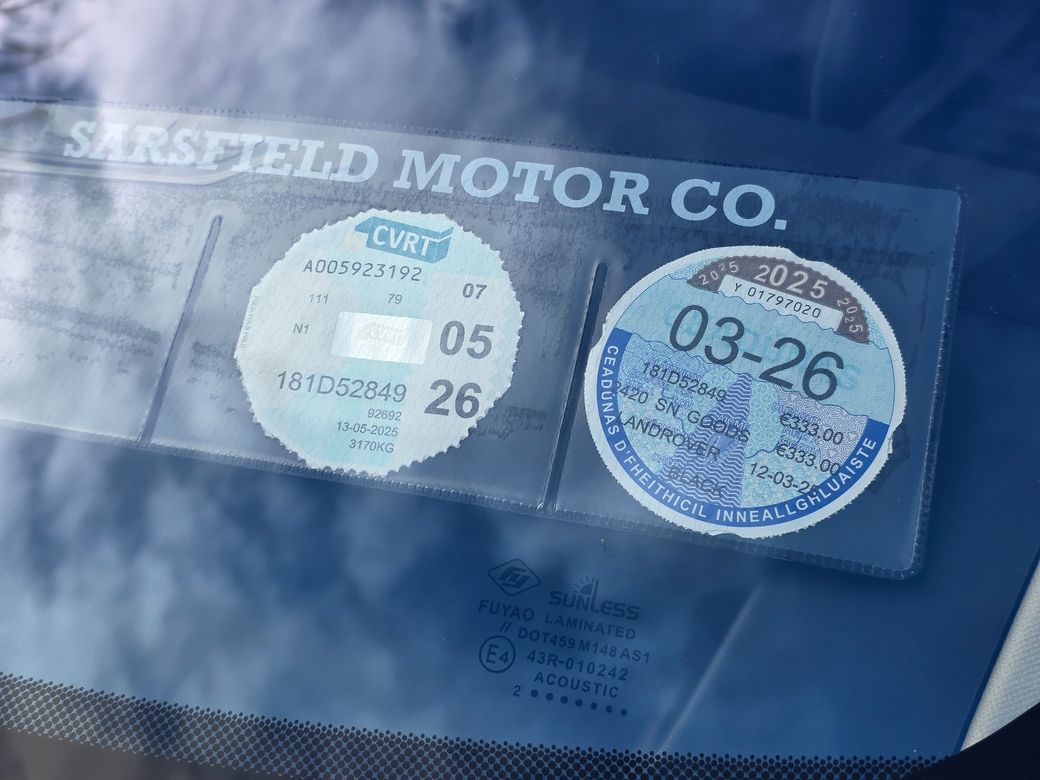 SARSFIELD MOTOR CO.
CVRT
A005923192
111 79 07
N1 05
181D52849 26
92692
13-05-2025
3170KG
2025 2025 2025
Y 01797020
03-26
181D52849
SN GOODS €333.00
LANDROVER €333.00
BLACK
CEADÚNAS D'FHEITHICIL INNEALLGHLUAISTE
SUNLESS
FUYAO LAMINATED
// DOT459 M148 AS1
E4 43R-010242
ACOUSTIC
2 ● ● ● ● ● ● ●